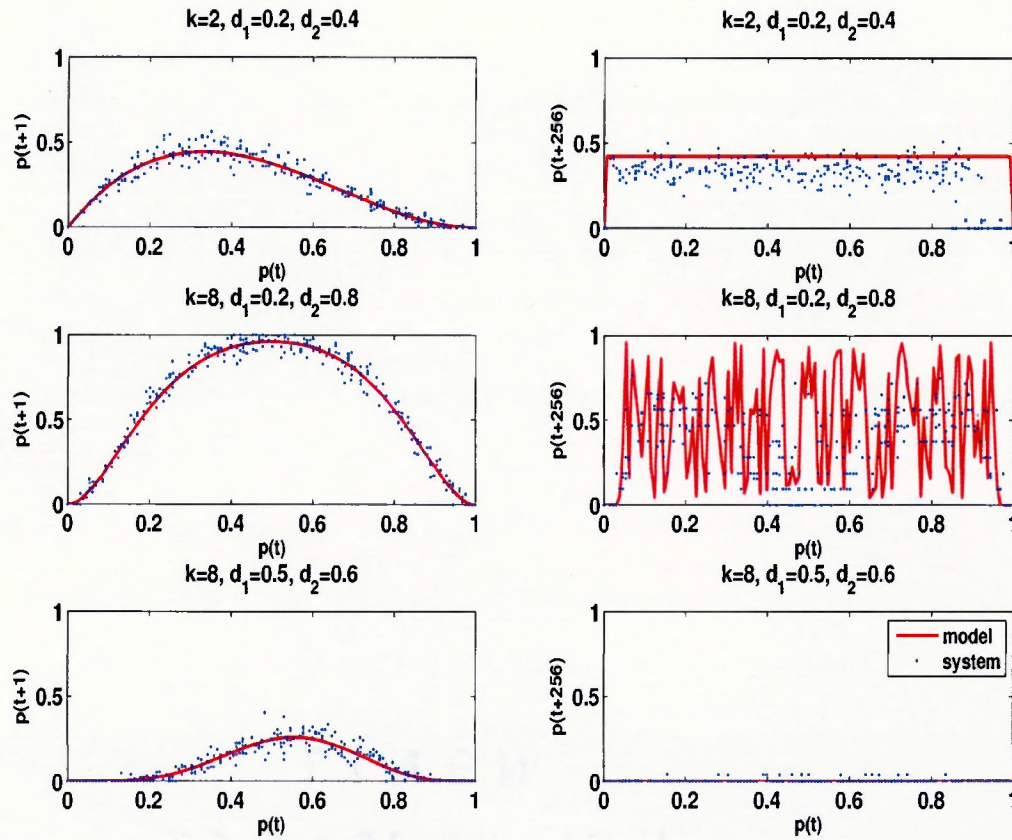 k=2, d1=0.2, d2=0.4
1
0.5
0
p(t+1)
0 0.2 0.4 0.6 0.8 1
p(t)
k=2, d1=0.2, d2=0.4
1
0.5
0
p(t+256)
0 0.2 0.4 0.6 0.8 1
p(t)
k=8, d1=0.2, d2=0.8
1
0.5
0
p(t+1)
0 0.2 0.4 0.6 0.8 1
p(t)
k=8, d1=0.2, d2=0.8
1
0.5
0
p(t+256)
0 0.2 0.4 0.6 0.8 1
p(t)
k=8, d1=0.5, d2=0.6
1
0.5
0
p(t+1)
0 0.2 0.4 0.6 0.8 1
p(t)
k=8, d1=0.5, d2=0.6
1
0.5
0
p(t+256)
model
system
0 0.2 0.4 0.6 0.8 1
p(t)